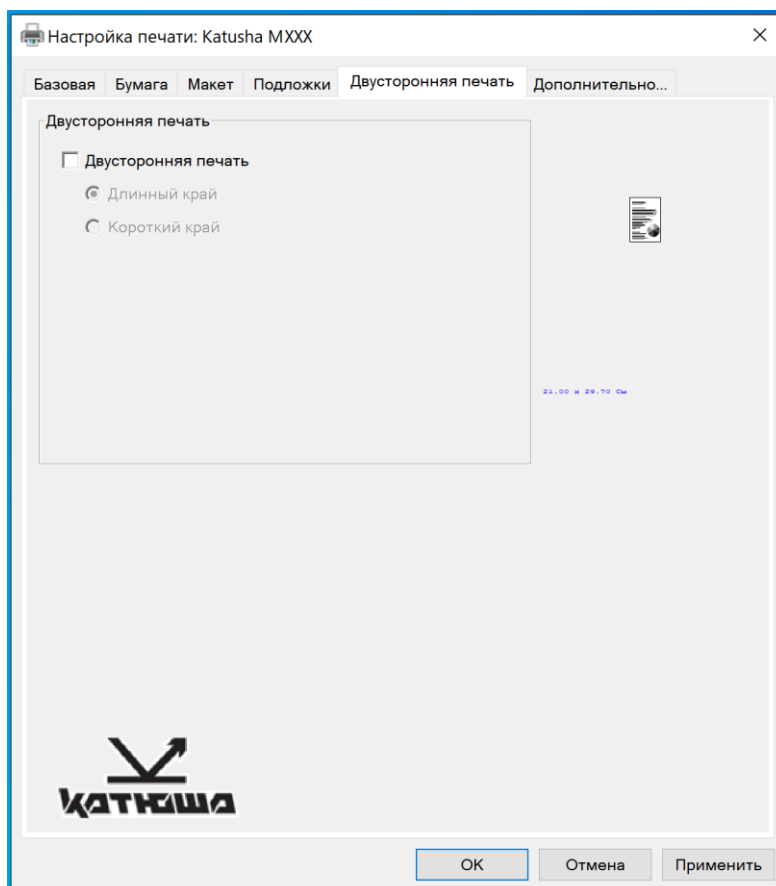 Настройка печати: Katusha MXXX
Базовая Бумага Макет Подложки Двусторонняя печать Дополнительно...
Двусторонняя печать
Двусторонняя печать
Длинный край
Короткий край
21.00 x 29.70 См
катюша
OK Отмена Применить